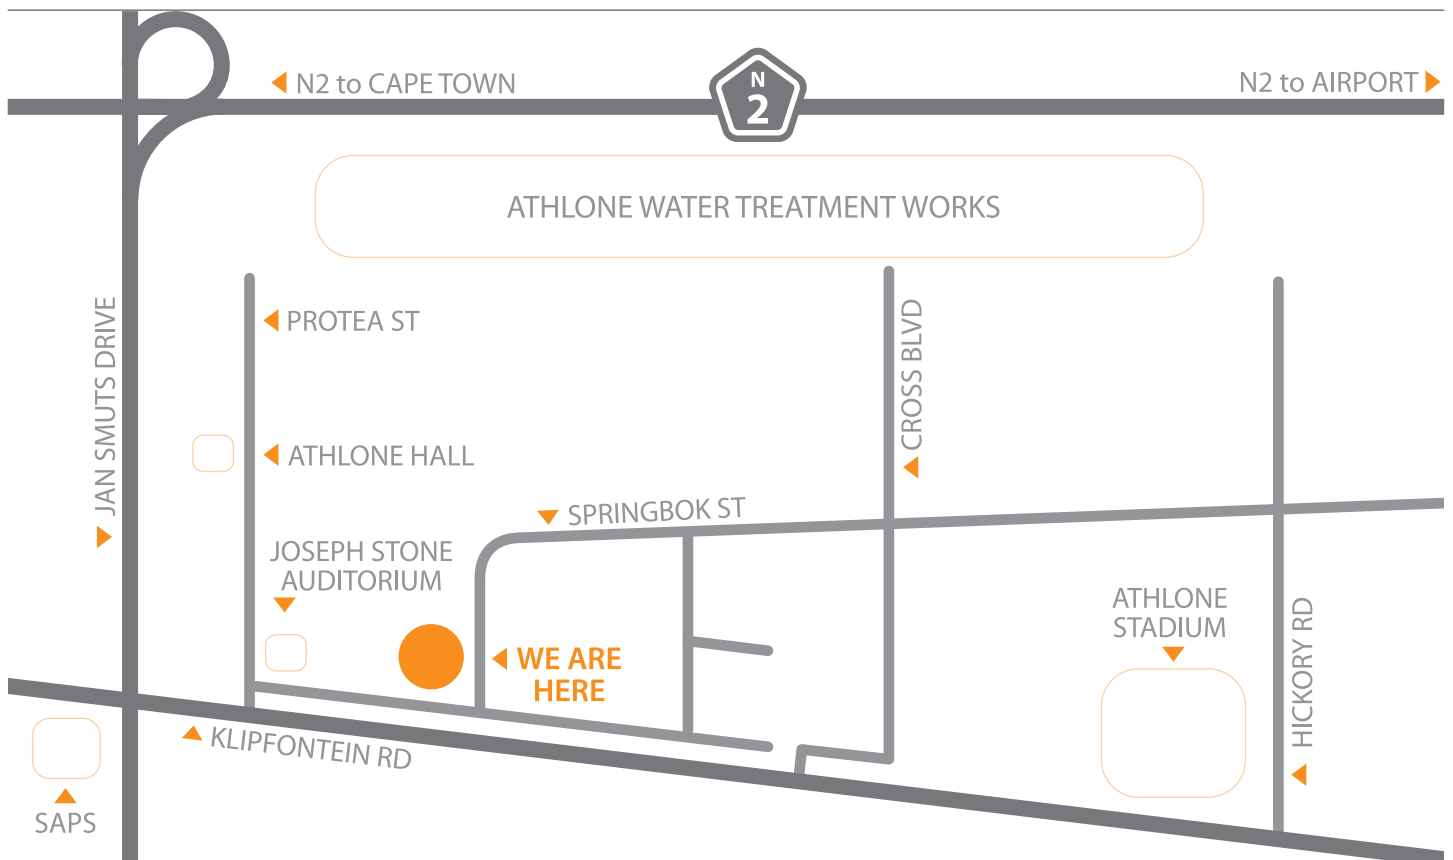 N2 to CAPE TOWN
N
2
N2 to AIRPORT
ATHLONE WATER TREATMENT WORKS
JAN SMUTS DRIVE
PROTEA ST
CROSS BLVD
ATHLONE HALL
SPRINGBOK ST
JOSEPH STONE
AUDITORIUM
ATHLONE
STADIUM
HICKORY RD
WE ARE
HERE
KLIPFONTEIN RD
SAPS